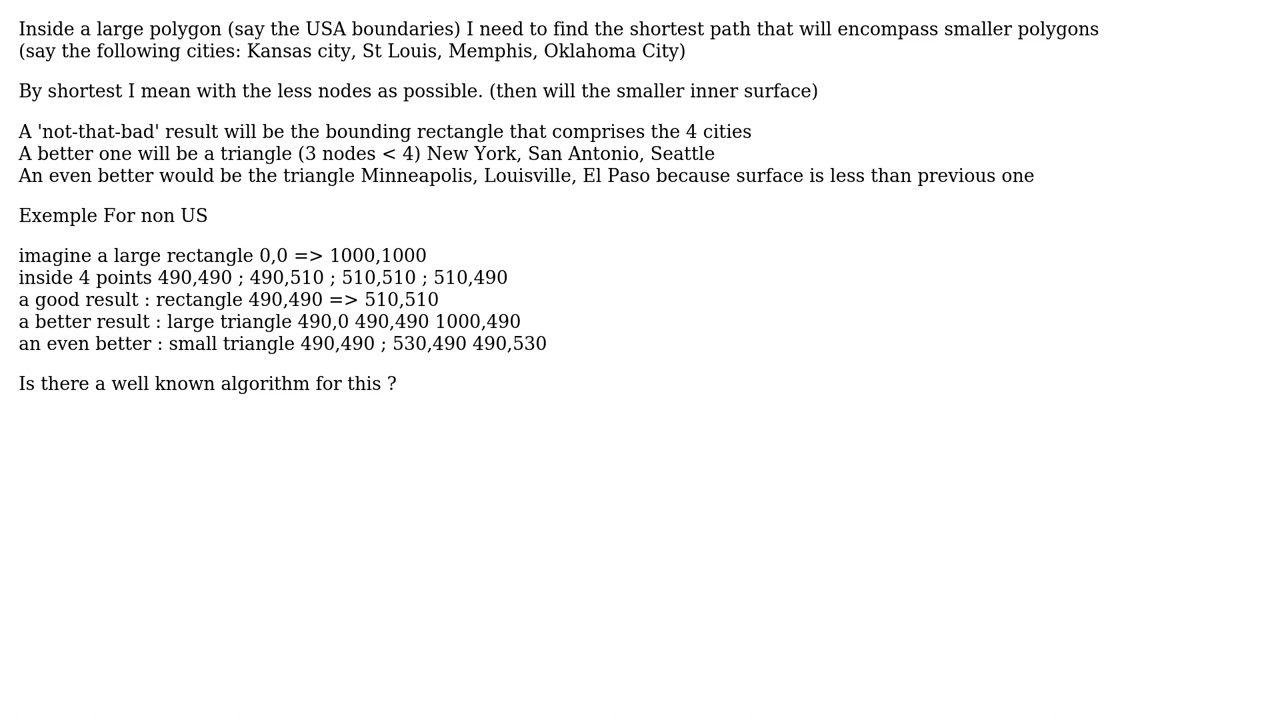 Inside a large polygon (say the USA boundaries) I need to find the shortest path that will encompass smaller polygons
(say the following cities: Kansas city, St Louis, Memphis, Oklahoma City)
By shortest I mean with the less nodes as possible. (then will the smaller inner surface)
A 'not-that-bad' result will be the bounding rectangle that comprises the 4 cities
A better one will be a triangle (3 nodes < 4) New York, San Antonio, Seattle
An even better would be the triangle Minneapolis, Louisville, El Paso because surface is less than previous one
Exemple For non US
imagine a large rectangle 0,0 => 1000,1000
inside 4 points 490,490 ; 490,510 ; 510,510 ; 510,490
a good result : rectangle 490,490 => 510,510
a better result : large triangle 490,0 490,490 1000,490
an even better : small triangle 490,490 ; 530,490 490,530
Is there a well known algorithm for this ?